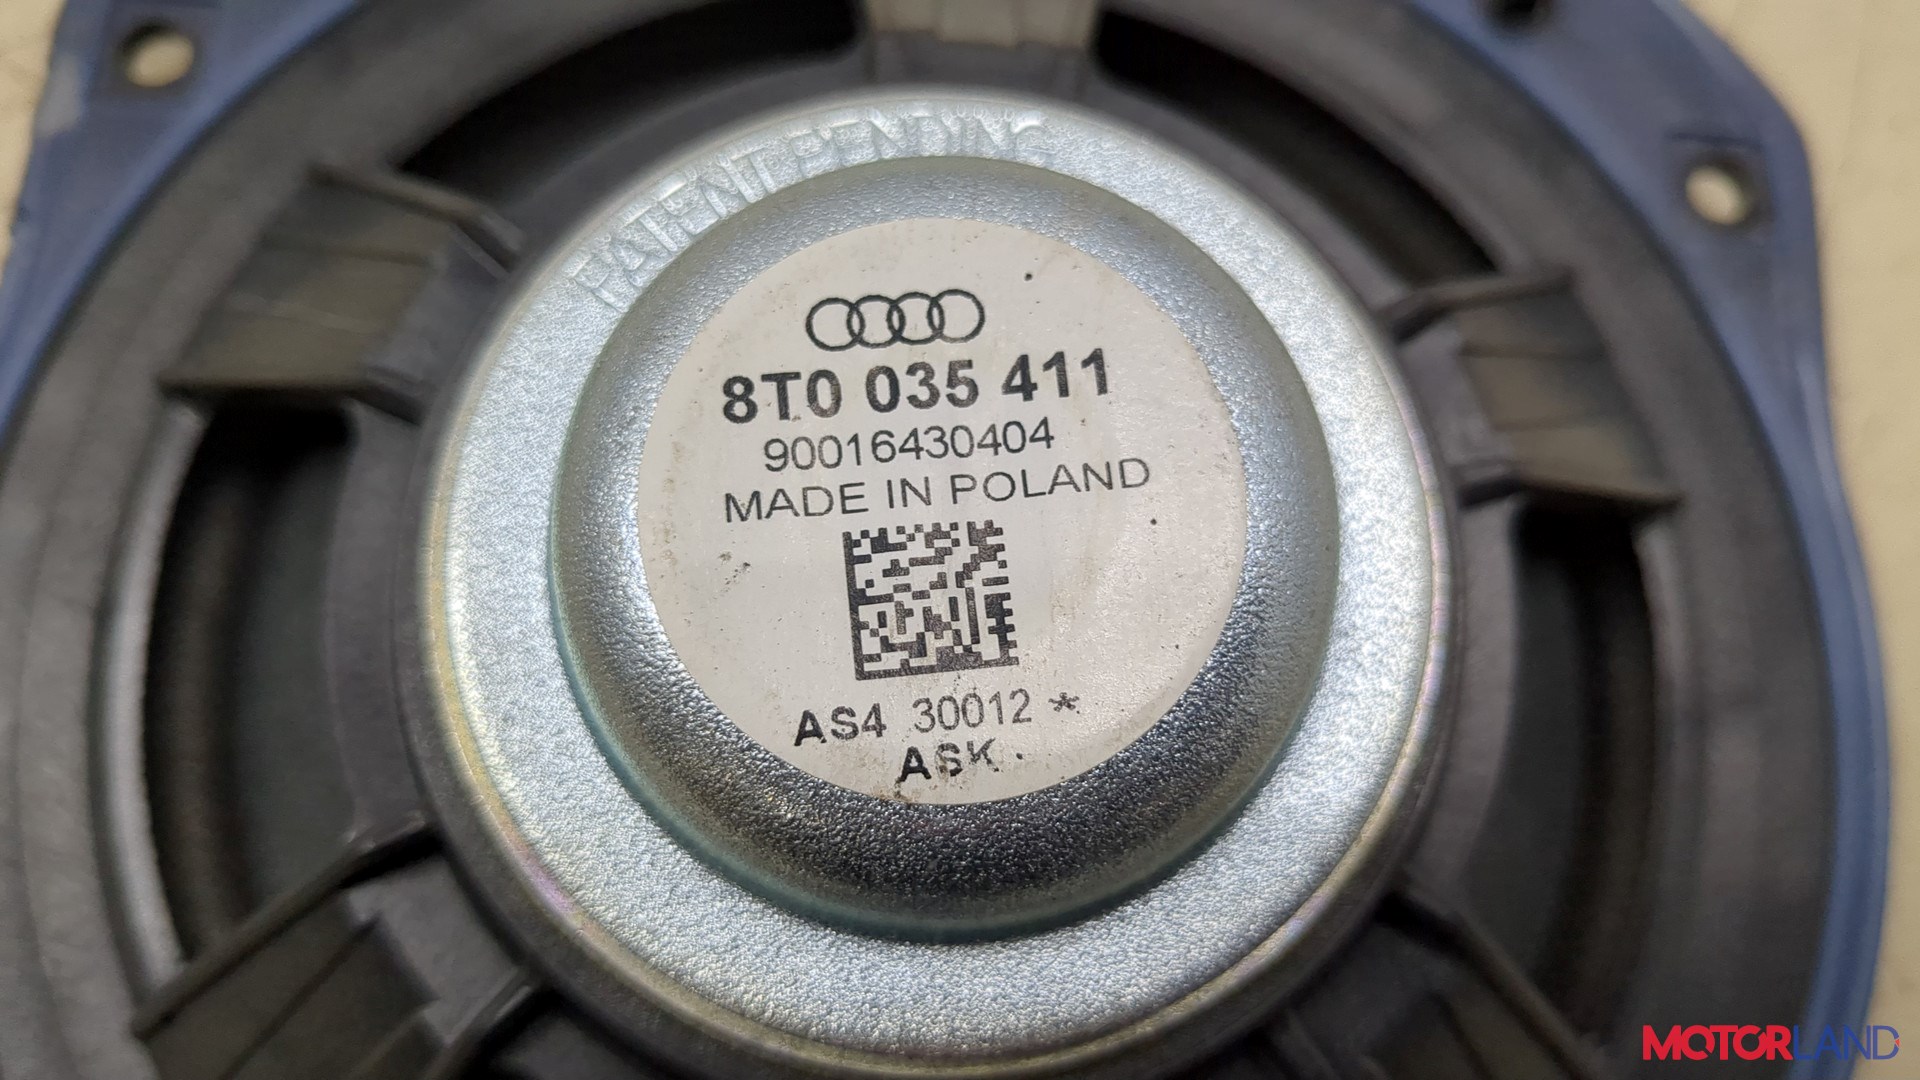 PATENT PENDING
8T0 035 411
90016430404
MADE IN POLAND
AS4 30012 *
ASK
MOTORLAND